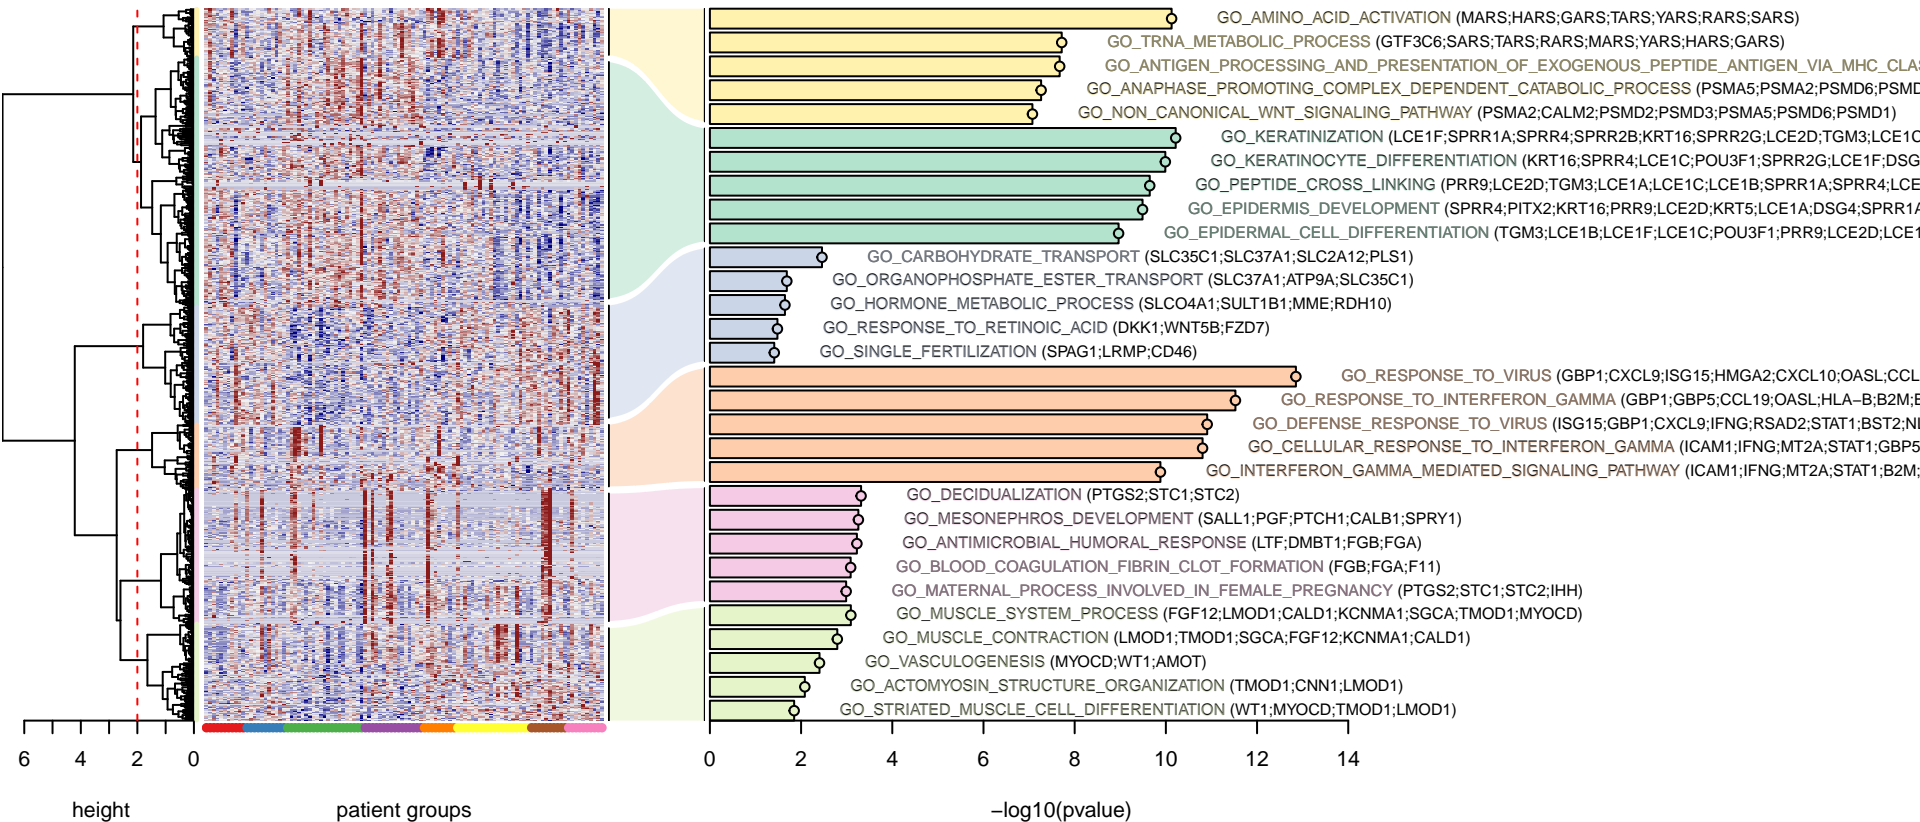 GO_AMINO_ACID_ACTIVATION (MARS;HARS;GARS;TARS;YARS;RARS;SARS)
GO_TRNA_METABOLIC_PROCESS (GTF3C6;SARS;TARS;RARS;MARS;YARS;HARS;GARS)
GO_ANTIGEN_PROCESSING_AND_PRESENTATION_OF_EXOGENOUS_PEPTIDE_ANTIGEN_VIA_MHC_CLAS
GO_ANAPHASE_PROMOTING_COMPLEX_DEPENDENT_CATABOLIC_PROCESS (PSMA5;PSMA2;PSMD6;PSMD
GO_NON_CANONICAL_WNT_SIGNALING_PATHWAY (PSMA2;CALM2;PSMD2;PSMD3;PSMA5;PSMD6;PSMD1)
GO_KERATINIZATION (LCE1F;SPRR1A;SPRR4;SPRR2B;KRT16;SPRR2G;LCE2D;TGM3;LCE1C
GO_KERATINOCYTE_DIFFERENTIATION (KRT16;SPRR4;LCE1C;POU3F1;SPRR2G;LCE1F;DSG
GO_PEPTIDE_CROSS_LINKING (PRR9;LCE2D;TGM3;LCE1A;LCE1C;LCE1B;SPRR1A;SPRR4;LCE
GO_EPIDERMIS_DEVELOPMENT (SPRR4;PITX2;KRT16;PRR9;LCE2D;KRT5;LCE1A;DSG4;SPRR1A
GO_EPIDERMAL_CELL_DIFFERENTIATION (TGM3;LCE1B;LCE1F;LCE1C;POU3F1;PRR9;LCE2D;LCE1
GO_CARBOHYDRATE_TRANSPORT (SLC35C1;SLC37A1;SLC2A12;PLS1)
GO_ORGANOPHOSPHATE_ESTER_TRANSPORT (SLC37A1;ATP9A;SLC35C1)
GO_HORMONE_METABOLIC_PROCESS (SLCO4A1;SULT1B1;MME;RDH10)
GO_RESPONSE_TO_RETINOIC_ACID (DKK1;WNT5B;FZD7)
GO_SINGLE_FERTILIZATION (SPAG1;LRMP;CD46)
GO_RESPONSE_TO_VIRUS (GBP1;CXCL9;ISG15;HMGA2;CXCL10;OASL;CCL
GO_RESPONSE_TO_INTERFERON_GAMMA (GBP1;GBP5;CCL19;OASL;HLA−B;B2M;B
GO_DEFENSE_RESPONSE_TO_VIRUS (ISG15;GBP1;CXCL9;IFNG;RSAD2;STAT1;BST2;NL
GO_CELLULAR_RESPONSE_TO_INTERFERON_GAMMA (ICAM1;IFNG;MT2A;STAT1;GBP5
GO_INTERFERON_GAMMA_MEDIATED_SIGNALING_PATHWAY (ICAM1;IFNG;MT2A;STAT1;B2M;
GO_DECIDUALIZATION (PTGS2;STC1;STC2)
GO_MESONEPHROS_DEVELOPMENT (SALL1;PGF;PTCH1;CALB1;SPRY1)
GO_ANTIMICROBIAL_HUMORAL_RESPONSE (LTF;DMBT1;FGB;FGA)
GO_BLOOD_COAGULATION_FIBRIN_CLOT_FORMATION (FGB;FGA;F11)
GO_MATERNAL_PROCESS_INVOLVED_IN_FEMALE_PREGNANCY (PTGS2;STC1;STC2;IHH)
GO_MUSCLE_SYSTEM_PROCESS (FGF12;LMOD1;CALD1;KCNMA1;SGCA;TMOD1;MYOCD)
GO_MUSCLE_CONTRACTION (LMOD1;TMOD1;SGCA;FGF12;KCNMA1;CALD1)
GO_VASCULOGENESIS (MYOCD;WT1;AMOT)
GO_ACTOMYOSIN_STRUCTURE_ORGANIZATION (TMOD1;CNN1;LMOD1)
GO_STRIATED_MUSCLE_CELL_DIFFERENTIATION (WT1;MYOCD;TMOD1;LMOD1)
6 4 2 0 0 2 4 6 8 10 12 14
height patient groups −log10(pvalue)